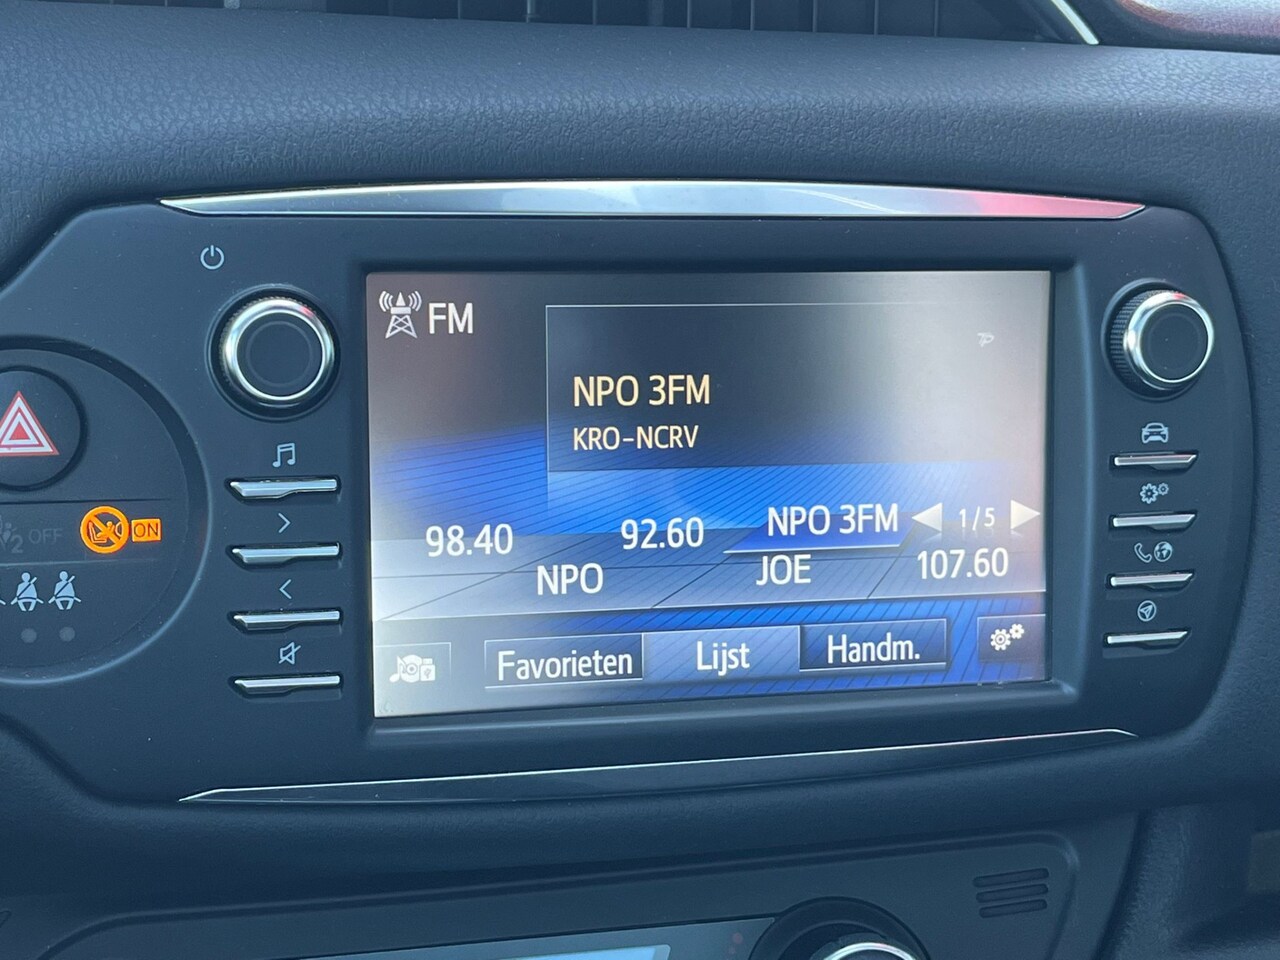 FM
NPO 3FM
KRO-NCRV
98.40
92.60
NPO 3FM
1/5
NPO
JOE
107.60
Favorieten
Lijst
Handm.
2 OFF
ON